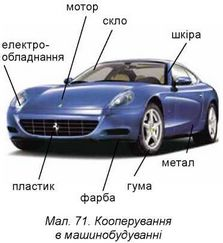 мотор
скло
електро-
обладнання
шкіра
метал
гума
фарба
пластик
Мал. 71. Кооперування
в машинобудуванні